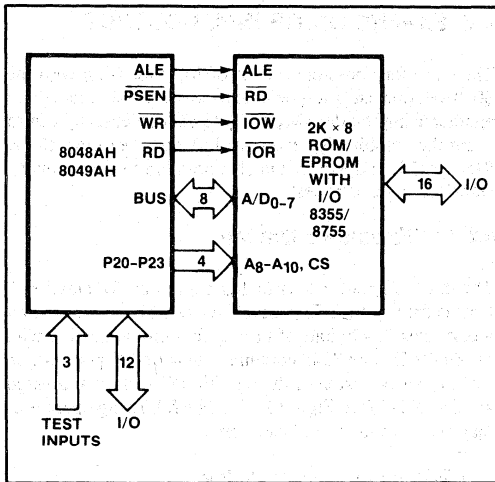 ALE
PSEN
WR
RD
8048AH
8049AH
BUS
P20–P23
8
4
ALE
RD
IOW
IOR
A/D0–7
A8–A10, CS
2K × 8
ROM/
EPROM
WITH
I/O
8355/
8755
16
I/O
3
12
TEST
INPUTS
I/O